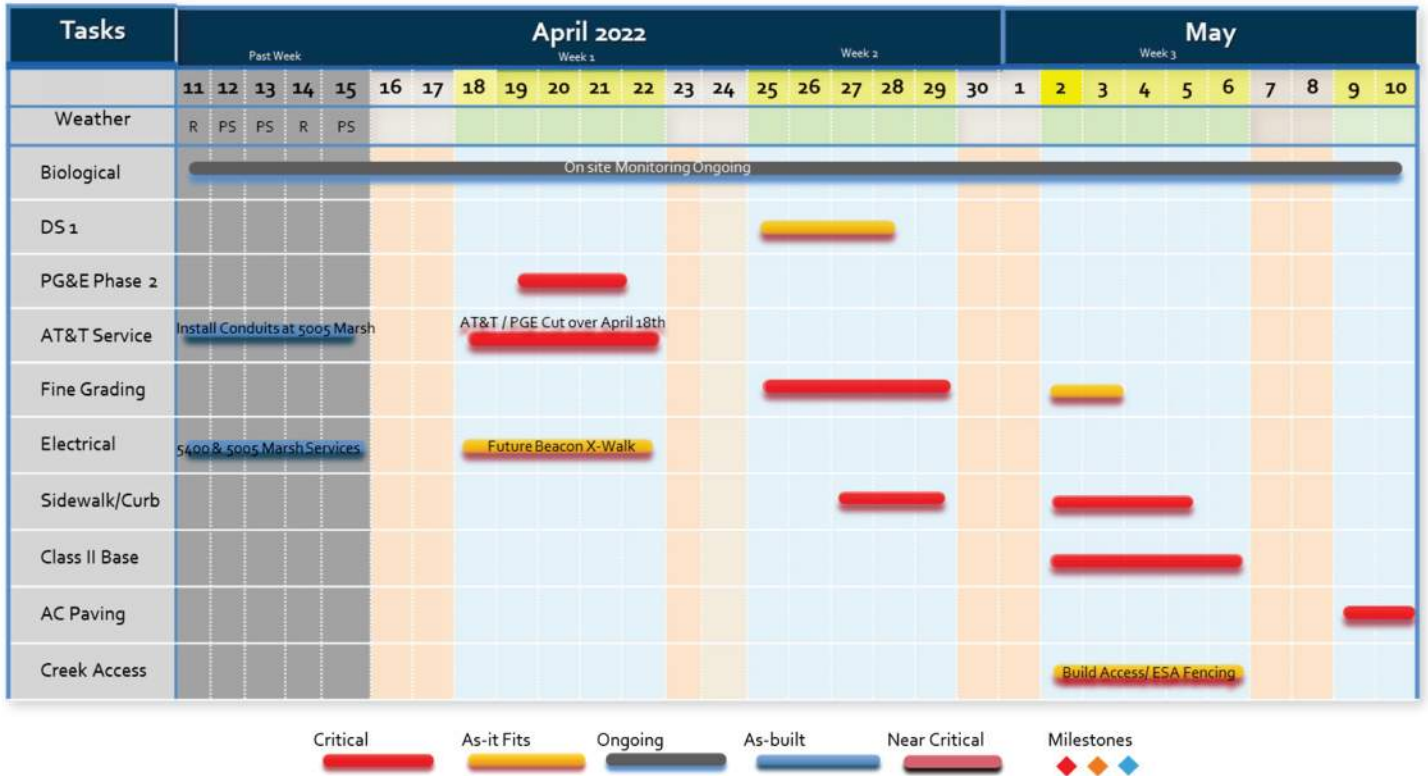 Tasks
April 2022
May
Past Week
Week 1
Week 2
Week 3
11 12 13 14 15 16 17 18 19 20 21 22 23 24 25 26 27 28 29 30 1 2 3 4 5 6 7 8 9 10
Weather
R PS PS R PS
Biological
On site Monitoring Ongoing
DS 1
PG&E Phase 2
AT&T Service
Install Conduits at 5005 Marsh
AT&T / PGE Cut over April 18th
Fine Grading
Electrical
5400 & 5005 Marsh Services
Future Beacon X-Walk
Sidewalk/Curb
Class II Base
AC Paving
Creek Access
Build Access/ ESA Fencing
Critical
As-it Fits
Ongoing
As-built
Near Critical
Milestones